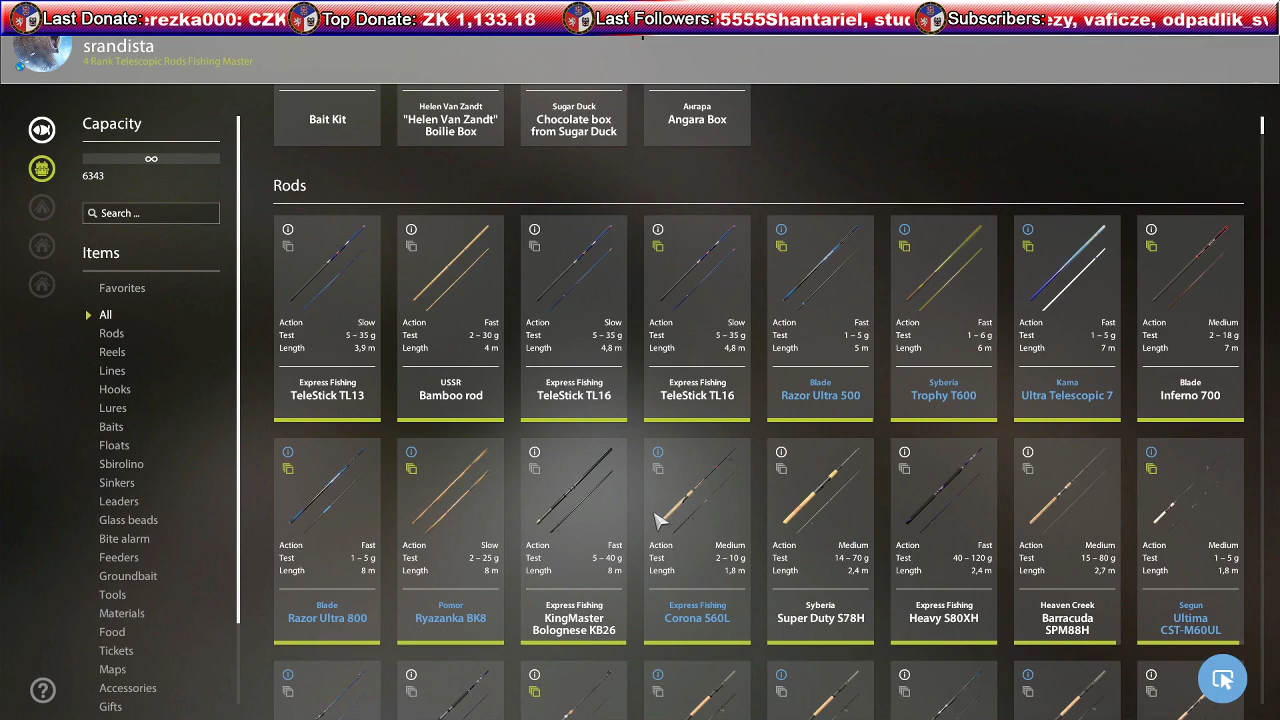 Last Donate: erezka000: CZK Top Donate: ZK 1,133.18 Last Followers: 5555Shantariel, stud Subscribers: ezy, vaficze, odpadlik_sv
srandista
4 Rank Telescopic Rods Fishing Master
Capacity
∞
6343
Search ...
Items
Favorites
All
Rods
Reels
Lines
Hooks
Lures
Baits
Floats
Sbirolino
Sinkers
Leaders
Glass beads
Bite alarm
Feeders
Groundbait
Tools
Materials
Food
Tickets
Maps
Accessories
Gifts
Bait Kit
Helen Van Zandt
"Helen Van Zandt"
Boilie Box
Sugar Duck
Chocolate box
from Sugar Duck
Ангара
Angara Box
Rods
Action Slow
Test 5 – 35 g
Length 3,9 m
Express Fishing
TeleStick TL13
Action Fast
Test 2 – 30 g
Length 4 m
USSR
Bamboo rod
Action Slow
Test 5 – 35 g
Length 4,8 m
Express Fishing
TeleStick TL16
Action Slow
Test 5 – 35 g
Length 4,8 m
Express Fishing
TeleStick TL16
Action Fast
Test 1 – 5 g
Length 5 m
Blade
Razor Ultra 500
Action Fast
Test 1 – 6 g
Length 6 m
Syberia
Trophy T600
Action Fast
Test 1 – 5 g
Length 7 m
Kama
Ultra Telescopic 7
Action Medium
Test 2 – 18 g
Length 7 m
Blade
Inferno 700
Action Fast
Test 1 – 5 g
Length 8 m
Blade
Razor Ultra 800
Action Slow
Test 2 – 25 g
Length 8 m
Pomor
Ryazanka BK8
Action Fast
Test 5 – 40 g
Length 8 m
Express Fishing
KingMaster
Bolognese KB26
Action Medium
Test 2 – 10 g
Length 1,8 m
Express Fishing
Corona S60L
Action Medium
Test 14 – 70 g
Length 2,4 m
Syberia
Super Duty S78H
Action Fast
Test 40 – 120 g
Length 2,4 m
Express Fishing
Heavy S80XH
Action Medium
Test 15 – 80 g
Length 2,7 m
Heaven Creek
Barracuda
SPM88H
Action Medium
Test 1 – 5 g
Length 1,8 m
Segun
Ultima
CST-M60UL
?